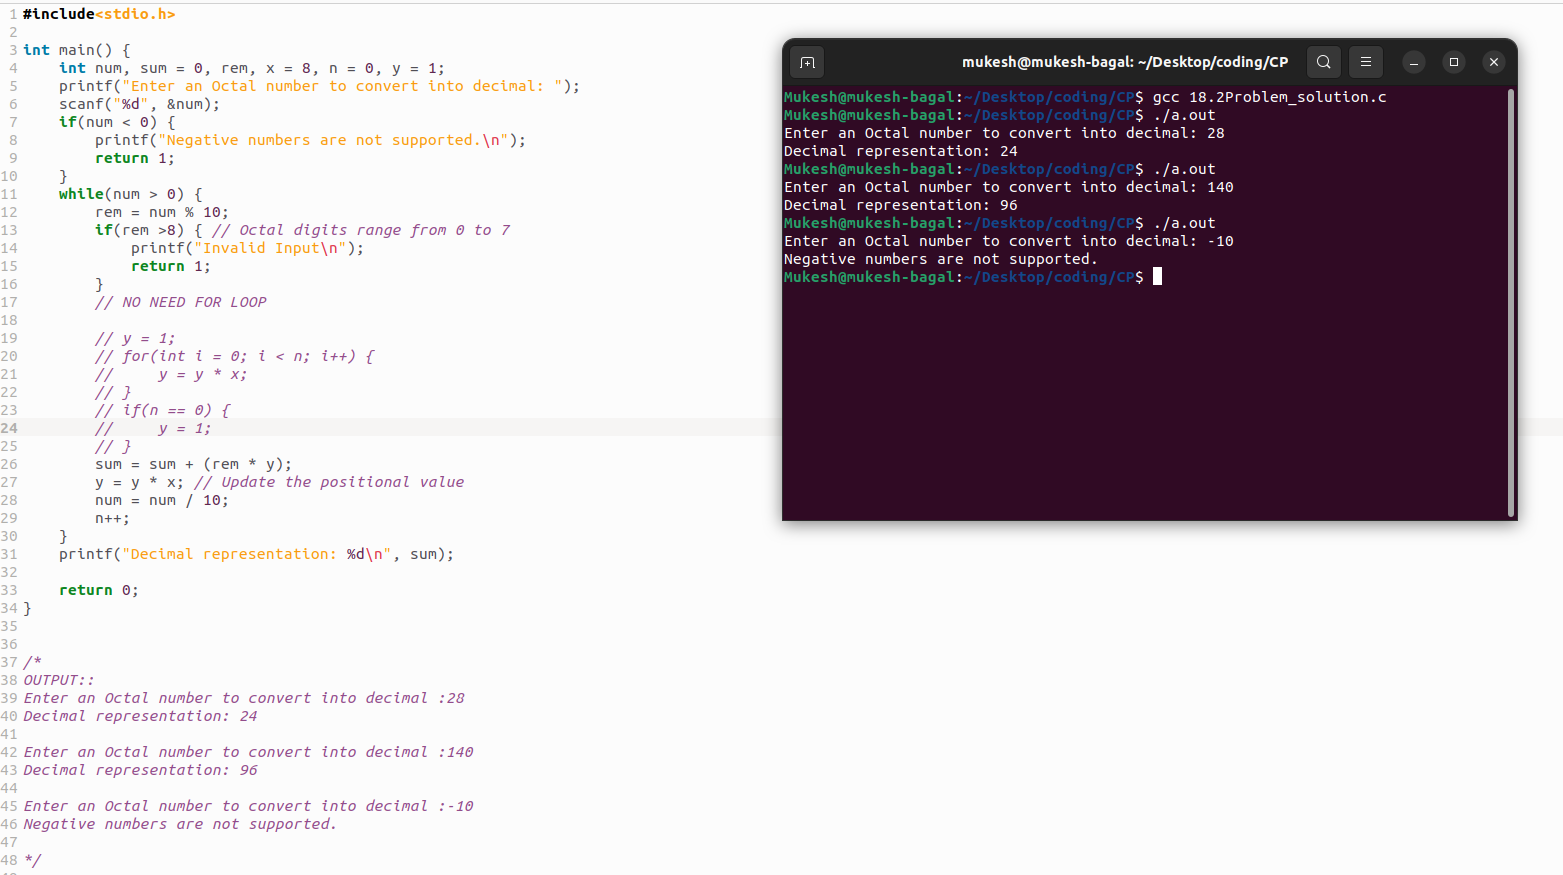 1 #include<stdio.h>
2
3 int main() {
4     int num, sum = 0, rem, x = 8, n = 0, y = 1;
5     printf("Enter an Octal number to convert into decimal: ");
6     scanf("%d", &num);
7     if(num < 0) {
8         printf("Negative numbers are not supported.\n");
9         return 1;
10     }
11     while(num > 0) {
12         rem = num % 10;
13         if(rem >8) { // Octal digits range from 0 to 7
14             printf("Invalid Input\n");
15             return 1;
16         }
17         // NO NEED FOR LOOP
18
19         // y = 1;
20         // for(int i = 0; i < n; i++) {
21         //     y = y * x;
22         // }
23         // if(n == 0) {
24         //     y = 1;
25         // }
26         sum = sum + (rem * y);
27         y = y * x; // Update the positional value
28         num = num / 10;
29         n++;
30     }
31     printf("Decimal representation: %d\n", sum);
32
33     return 0;
34 }
35
36
37 /*
38 OUTPUT::
39 Enter an Octal number to convert into decimal :28
40 Decimal representation: 24
41
42 Enter an Octal number to convert into decimal :140
43 Decimal representation: 96
44
45 Enter an Octal number to convert into decimal :-10
46 Negative numbers are not supported.
47
48 */
mukesh@mukesh-bagal: ~/Desktop/coding/CP
Mukesh@mukesh-bagal:~/Desktop/coding/CP$ gcc 18.2Problem_solution.c
Mukesh@mukesh-bagal:~/Desktop/coding/CP$ ./a.out
Enter an Octal number to convert into decimal: 28
Decimal representation: 24
Mukesh@mukesh-bagal:~/Desktop/coding/CP$ ./a.out
Enter an Octal number to convert into decimal: 140
Decimal representation: 96
Mukesh@mukesh-bagal:~/Desktop/coding/CP$ ./a.out
Enter an Octal number to convert into decimal: -10
Negative numbers are not supported.
Mukesh@mukesh-bagal:~/Desktop/coding/CP$